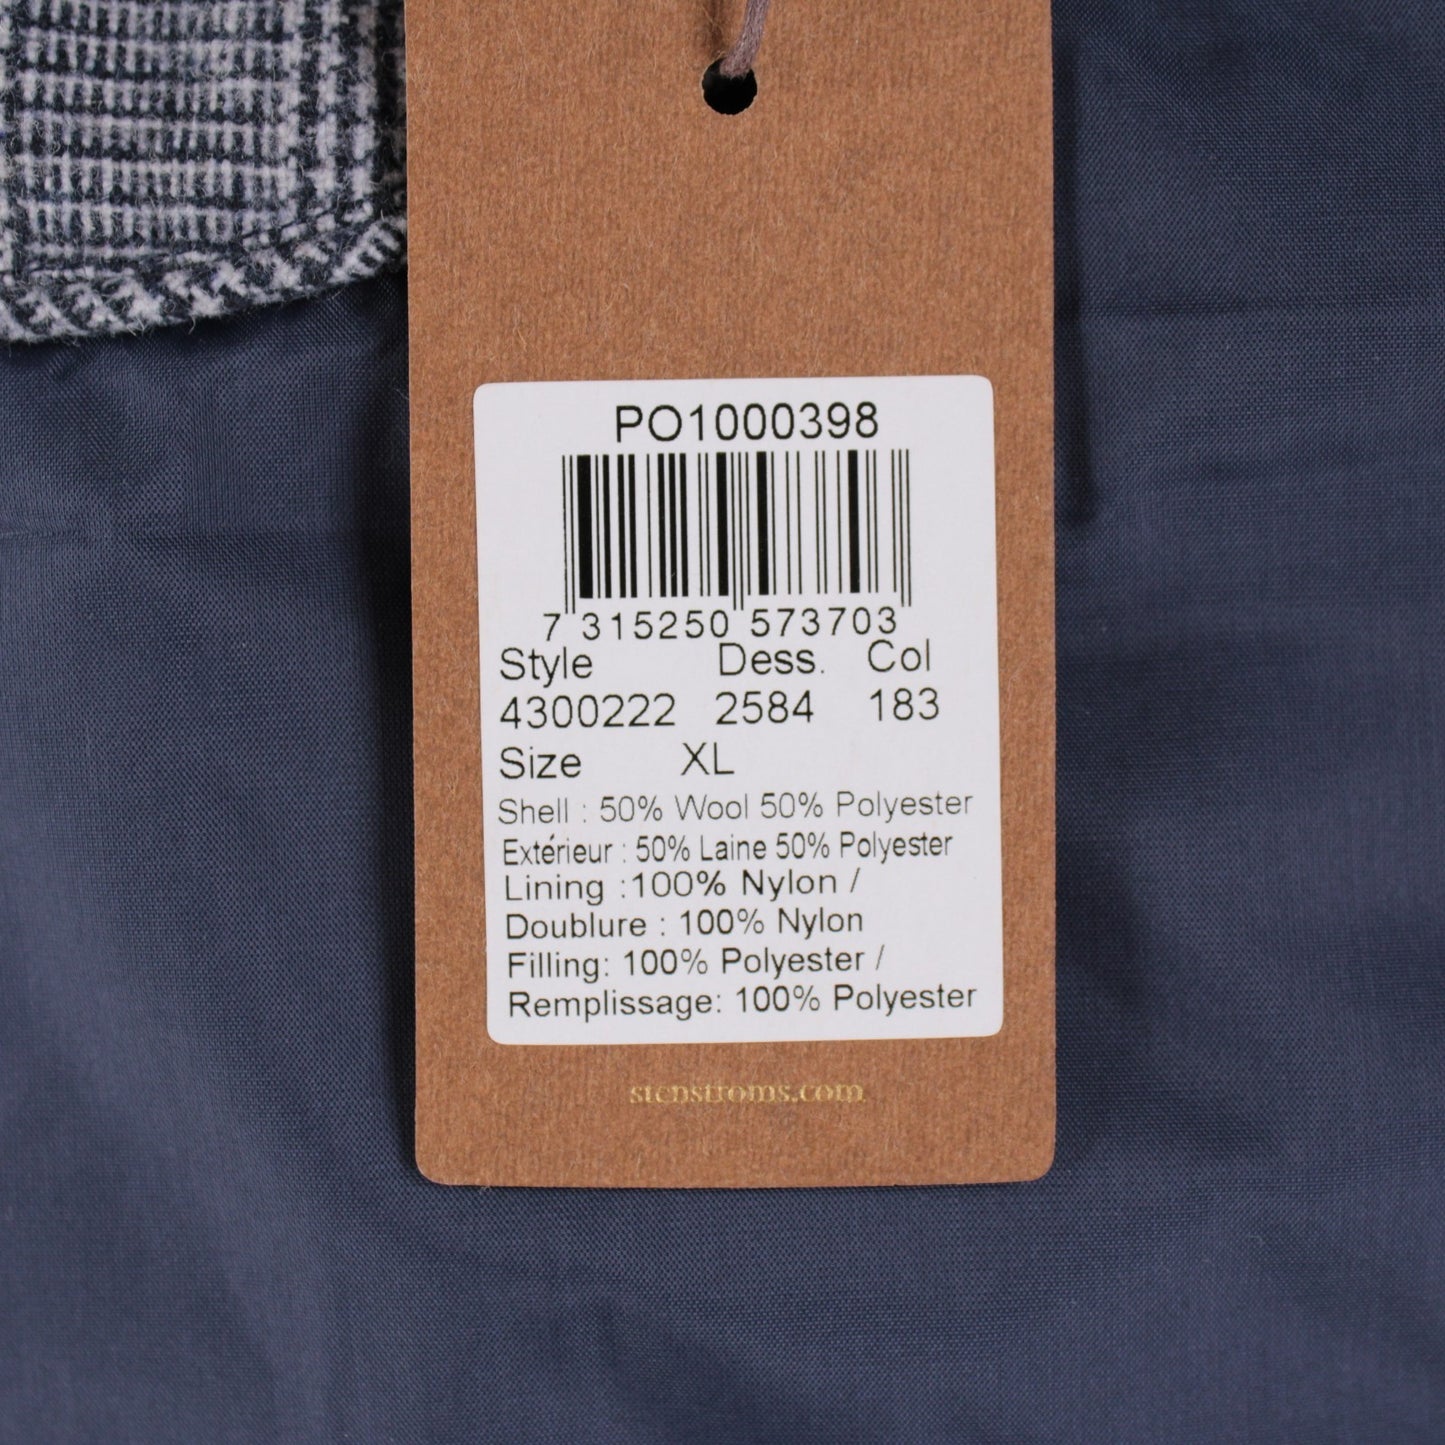 PO1000398
7 315250 573703
Style Dess. Col
4300222 2584 183
Size XL
Shell : 50% Wool 50% Polyester
Extérieur : 50% Laine 50% Polyester
Lining :100% Nylon /
Doublure : 100% Nylon
Filling: 100% Polyester /
Remplissage: 100% Polyester
stenstroms.com